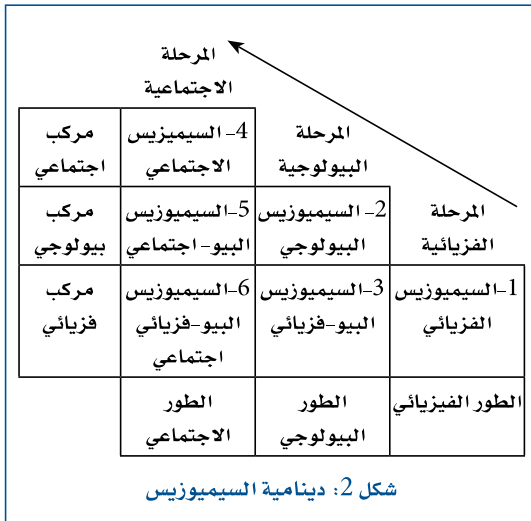 المرحلة
الاجتماعية
المرحلة
البيولوجية
المرحلة
الفزيائية
4- السيميزيس
الاجتماعي
مركب
اجتماعي
2- السيميوزيس
البيولوجي
5-السيميوزيس
البيو- اجتماعي
مركب
بيولوجي
1-السيميوزيس
الفزيائي
3-السيميوزيس
البيو-فزيائي
6-السيميوزيس
البيو-فزيائي
اجتماعي
مركب
فزيائي
الطور الفيزيائي
الطور
البيولوجي
الطور
الاجتماعي
شكل 2: دينامية السيميوزيس